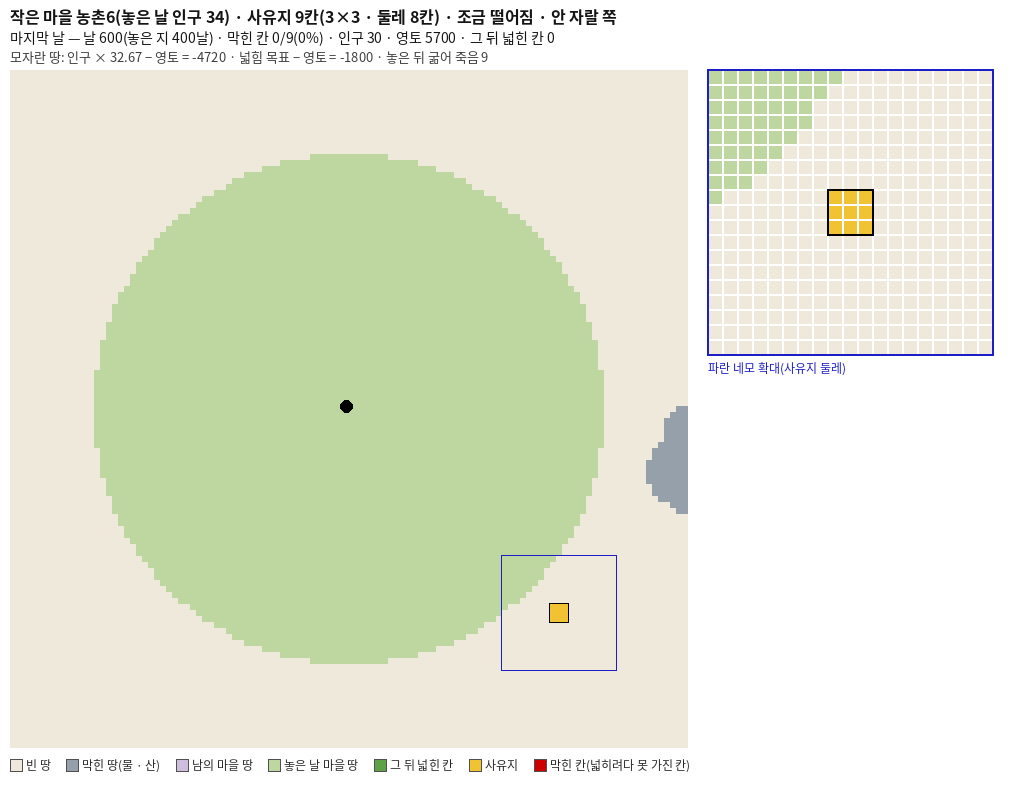 작은 마을 농촌6(놓은 날 인구 34) · 사유지 9칸(3×3 · 둘레 8칸) · 조금 떨어짐 · 안 자랄 쪽
마지막 날 — 날 600(놓은 지 400날) · 막힌 칸 0/9(0%) · 인구 30 · 영토 5700 · 그 뒤 넓힌 칸 0
모자란 땅: 인구 × 32.67 − 영토 = -4720 · 넓힘 목표 − 영토 = -1800 · 놓은 뒤 굶어 죽음 9
파란 네모 확대(사유지 둘레)
빈 땅 막힌 땅(물 · 산) 남의 마을 땅 놓은 날 마을 땅 그 뒤 넓힌 칸 사유지 막힌 칸(넓히려다 못 가진 칸)